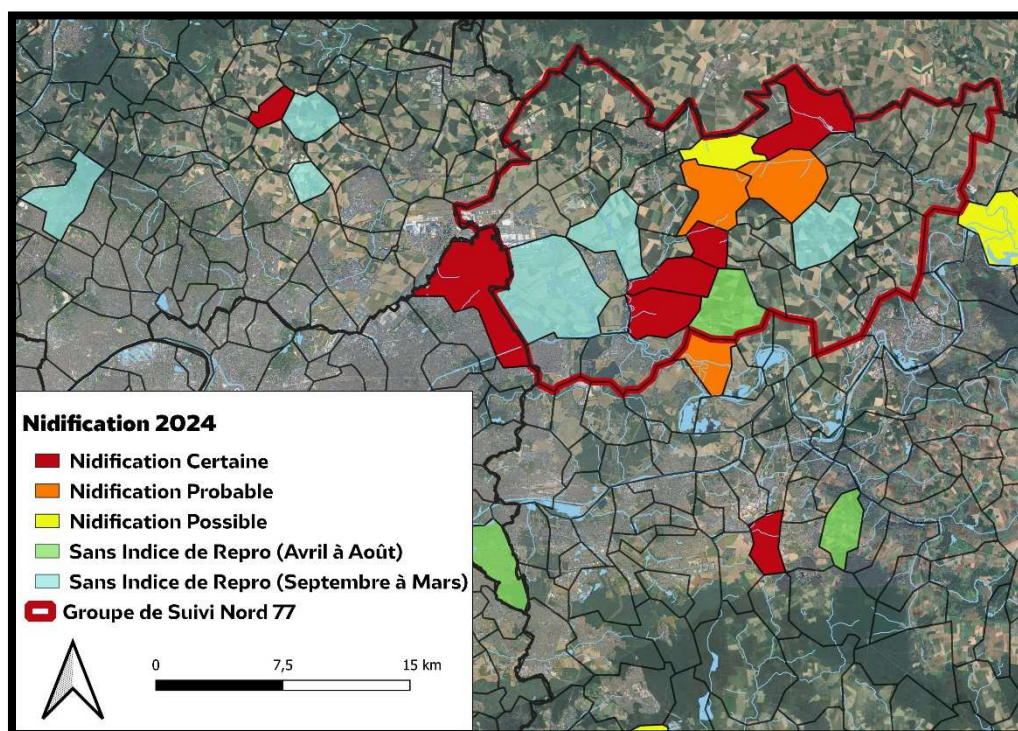 Nidification 2024
Nidification Certaine
Nidification Probable
Nidification Possible
Sans Indice de Repro (Avril à Août)
Sans Indice de Repro (Septembre à Mars)
Groupe de Suivi Nord 77
0 7,5 15 km